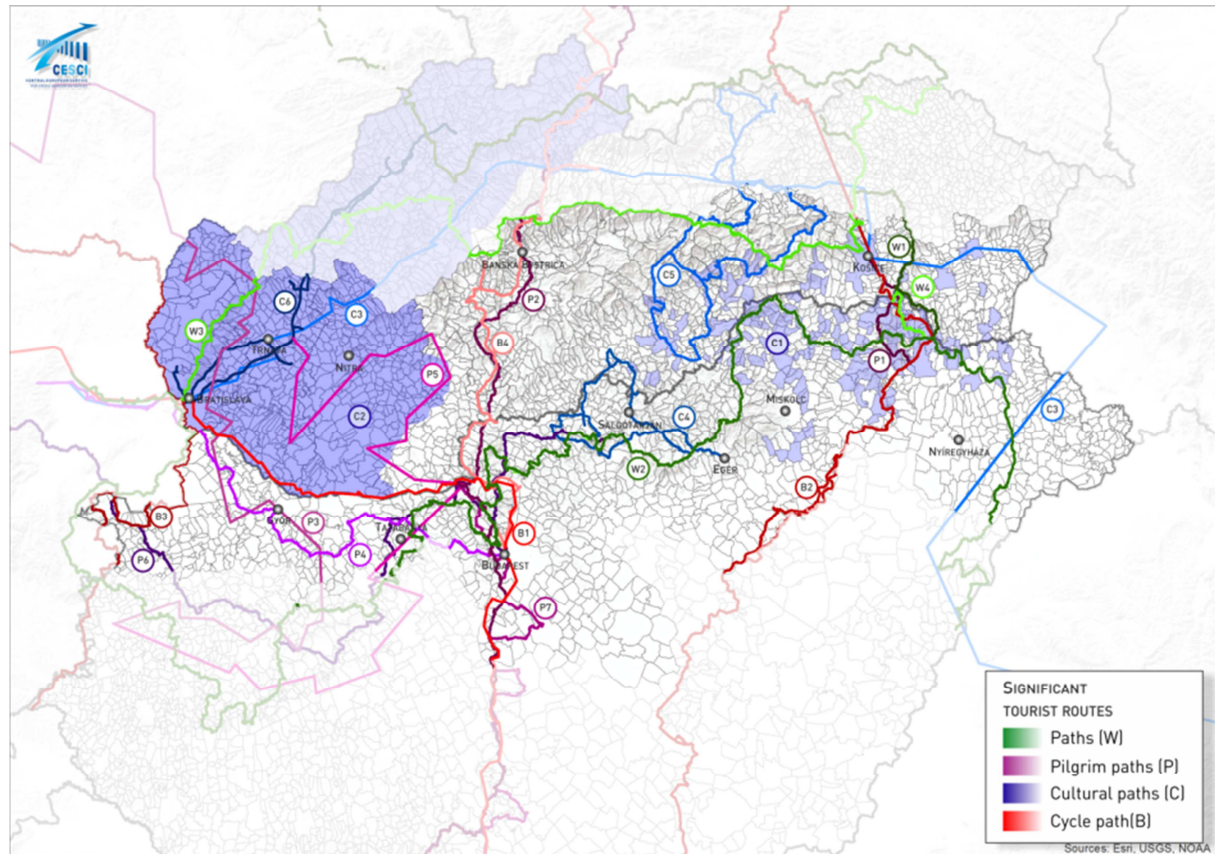 CESCI
W1
BANSKÁ BYSTRICA
KOŠICE
C5
W4
C6
P2
C3
W3
B4
TRNAVA
C1
NITRA
P5
P1
BRATISLAVA
C2
MISKOLC
C3
SALGÓTARJÁN
C4
NYÍREGYHÁZA
EGER
W2
B2
B3
GYŐR
P3
TATABÁNYA
B1
P4
P6
BUDAPEST
P7
SIGNIFICANT
TOURIST ROUTES
Paths (W)
Pilgrim paths (P)
Cultural paths (C)
Cycle path(B)
Sources: Esri, USGS, NOAA